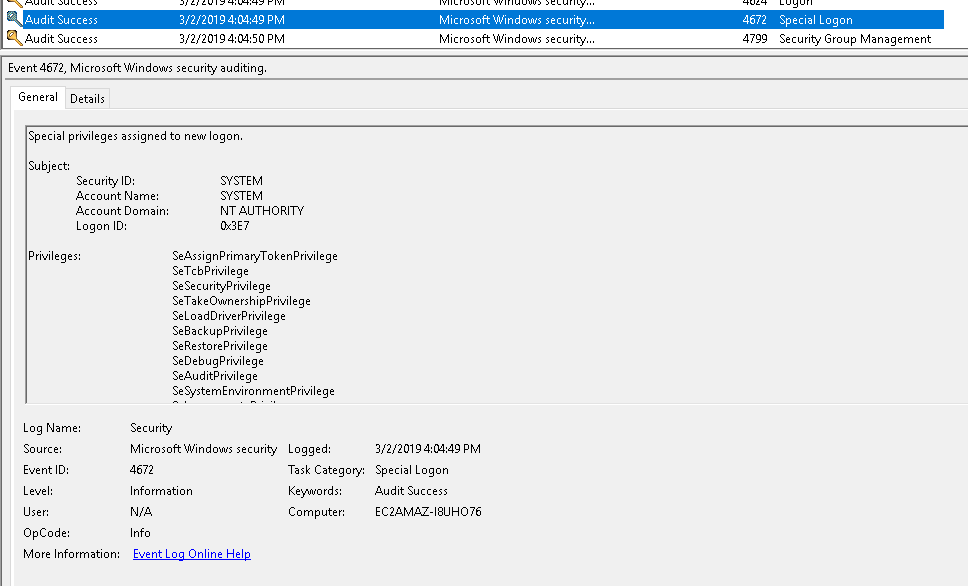 Audit Success 3/2/2019 4:04:49 PM Microsoft Windows security... 4624 Logon
Audit Success 3/2/2019 4:04:49 PM Microsoft Windows security... 4672 Special Logon
Audit Success 3/2/2019 4:04:50 PM Microsoft Windows security... 4799 Security Group Management
Event 4672, Microsoft Windows security auditing.
General Details
Special privileges assigned to new logon.
Subject:
Security ID: SYSTEM
Account Name: SYSTEM
Account Domain: NT AUTHORITY
Logon ID: 0x3E7
Privileges: SeAssignPrimaryTokenPrivilege
SeTcbPrivilege
SeSecurityPrivilege
SeTakeOwnershipPrivilege
SeLoadDriverPrivilege
SeBackupPrivilege
SeRestorePrivilege
SeDebugPrivilege
SeAuditPrivilege
SeSystemEnvironmentPrivilege
Log Name: Security
Source: Microsoft Windows security Logged: 3/2/2019 4:04:49 PM
Event ID: 4672 Task Category: Special Logon
Level: Information Keywords: Audit Success
User: N/A Computer: EC2AMAZ-I8UHO76
OpCode: Info
More Information: Event Log Online Help